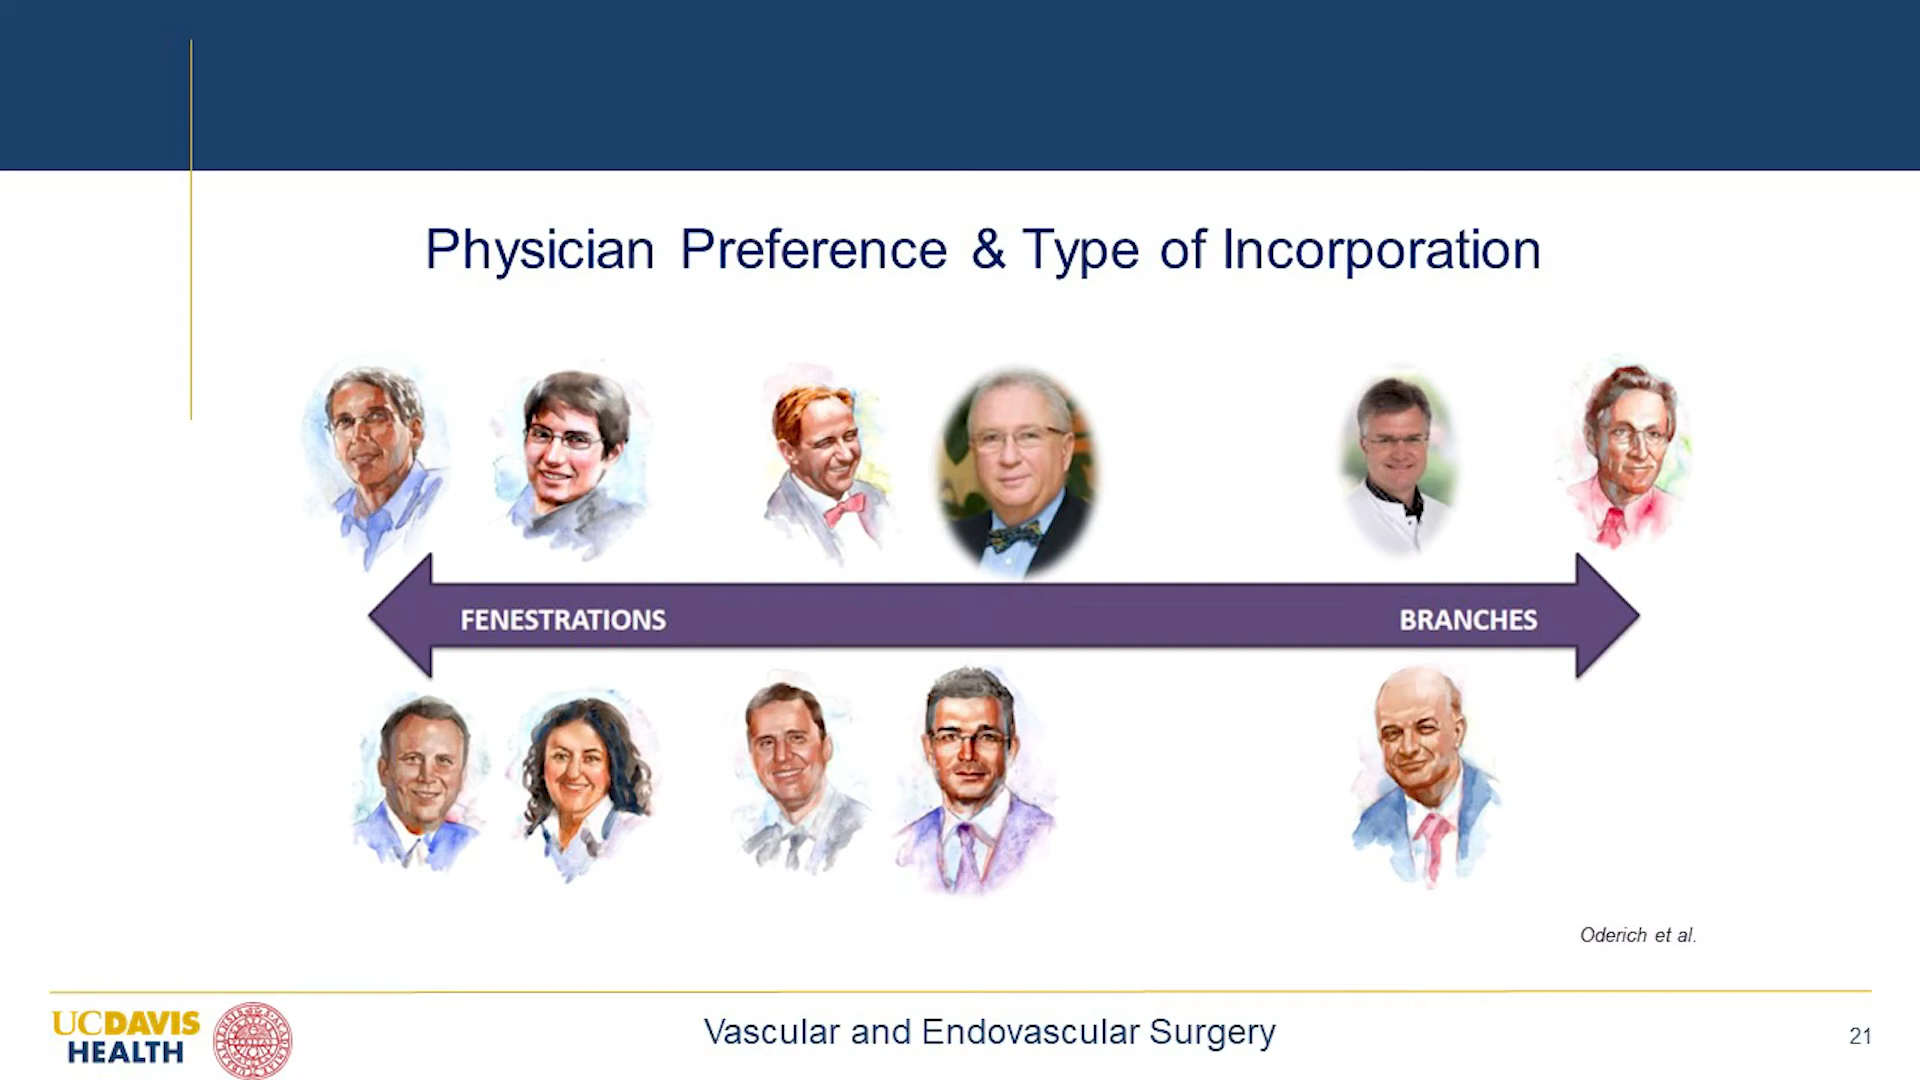 Physician Preference & Type of Incorporation
FENESTRATIONS
BRANCHES
Oderich et al.
UCDAVIS
HEALTH
Vascular and Endovascular Surgery
21